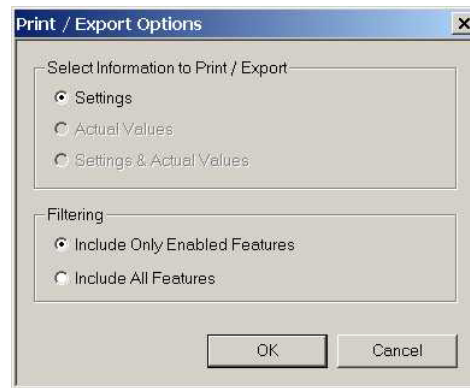 Print / Export Options
Select Information to Print / Export
Settings
Actual Values
Settings & Actual Values
Filtering
Include Only Enabled Features
Include All Features
OK
Cancel